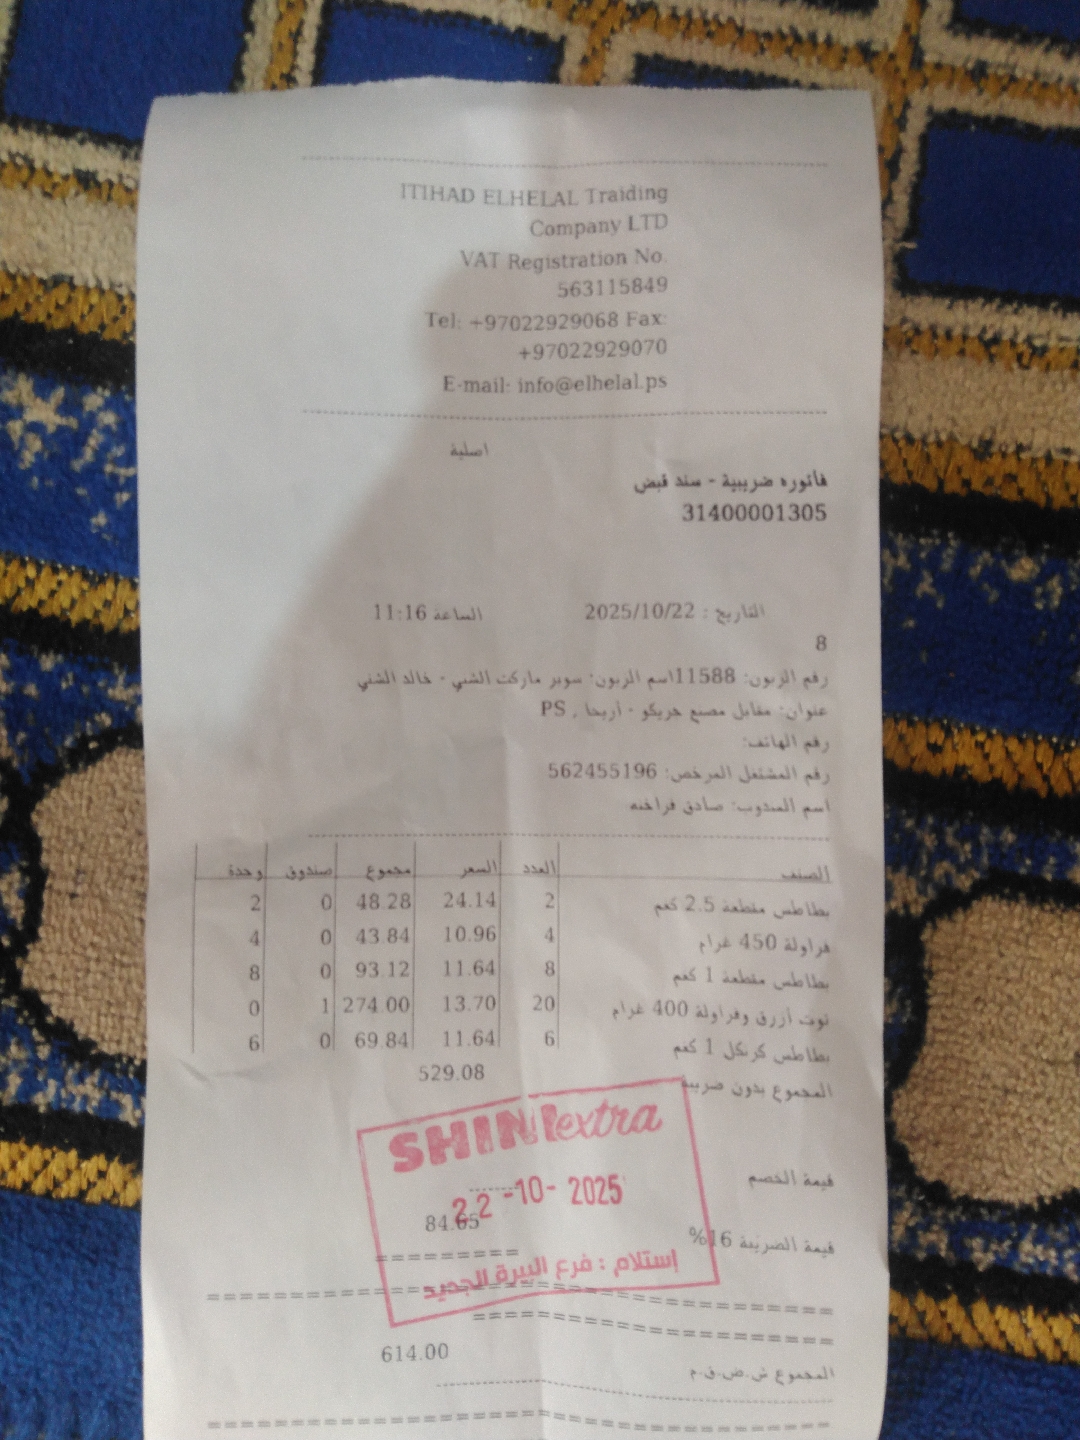 ITIHAD ELHELAL Traiding
Company LTD
VAT Registration No.
563115849
Tel: +97022929068 Fax:
+97022929070
E-mail: info@elhelal.ps
اصلية
فاتوره ضريبية - سند قبض
31400001305
التاريخ : 2025/10/22 الساعة 11:16
8
رقم الزبون: 11588اسم الزبون: سوبر ماركت الشني - خالد الشني
عنوان: مقابل مصنع جريكو - أريحا , PS
رقم الهاتف:
رقم المشتغل المرخص: 562455196
اسم المندوب: صادق فراخنه
الصنف العدد السعر مجموع صندوق وحدة
بطاطس مقطعة 2.5 كغم 2 24.14 48.28 0 2
فراولة 450 غرام 4 10.96 43.84 0 4
بطاطس مقطعة 1 كغم 8 11.64 93.12 0 8
توت أزرق وفراولة 400 غرام 20 13.70 274.00 1 0
بطاطس كرنكل 1 كغم 6 11.64 69.84 0 6
المجموع بدون ضريبة 529.08
SHINI extra
قيمة الخصم
22 -10- 2025
قيمة الضريبة 16% 84.65
إستلام : فرع البيرة الجديد
المجموع ش.ض.ق.م 614.00